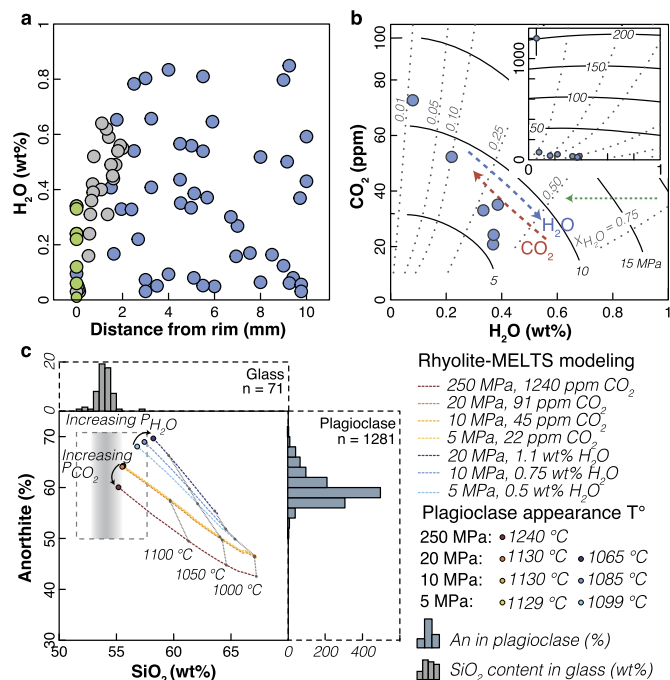 a
H2O (wt%)
1
0.8
0.6
0.4
0.2
0
0 2 4 6 8 10
Distance from rim (mm)
b
CO2 (ppm)
100
80
60
40
20
0
0 0.2 0.4 0.6 0.8 1
H2O (wt%)
0.01
0.05
0.10
0.25
0.50
XH2O = 0.75
H2O
CO2
5
10
15 MPa
1000
0
0 1
200
150
100
50
c
20
0
Glass
n = 71
Plagioclase
n = 1281
Increasing PH2O
Increasing
PCO2
Anorthite (%)
70
60
50
40
30
1100 °C
1050 °C
1000 °C
50 55 60 65
SiO2 (wt%)
0 200 400
Rhyolite-MELTS modeling
250 MPa, 1240 ppm CO2
20 MPa, 91 ppm CO2
10 MPa, 45 ppm CO2
5 MPa, 22 ppm CO2
20 MPa, 1.1 wt% H2O
10 MPa, 0.75 wt% H2O
5 MPa, 0.5 wt% H2O
Plagioclase appearance T°
250 MPa: 1240 °C
20 MPa: 1130 °C 1065 °C
10 MPa: 1130 °C 1085 °C
5 MPa: 1129 °C 1099 °C
An in plagioclase (%)
SiO2 content in glass (wt%)